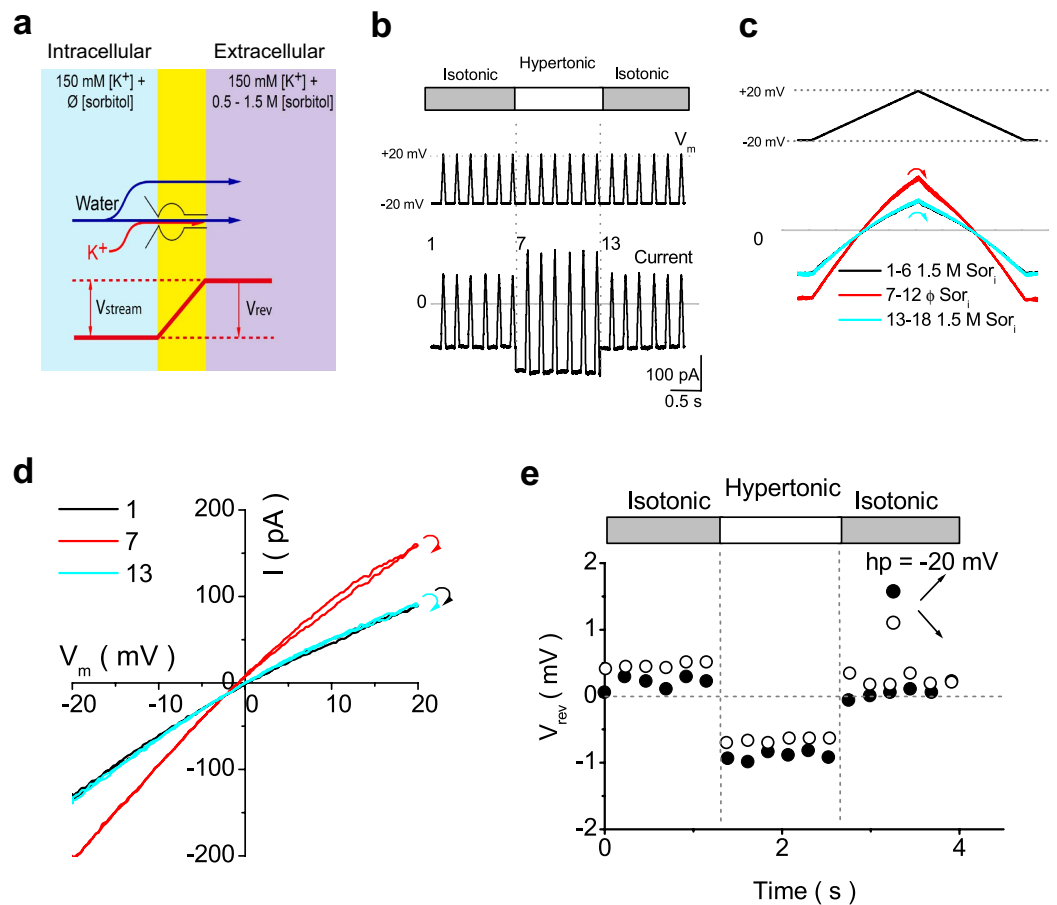 a
Intracellular
Extracellular
150 mM [K+] +
Ø [sorbitol]
150 mM [K+] +
0.5 - 1.5 M [sorbitol]
Water
K+
Vstream
Vrev
b
Isotonic
Hypertonic
Isotonic
Vm
+20 mV
-20 mV
1
7
13
Current
0
100 pA
0.5 s
c
+20 mV
-20 mV
0
1-6 1.5 M Sori
7-12 ϕ Sori
13-18 1.5 M Sori
d
1
7
13
I ( pA )
Vm ( mV )
200
100
-100
-200
-20
-10
0
10
20
e
Isotonic
Hypertonic
Isotonic
hp = -20 mV
Vrev ( mV )
2
1
0
-1
-2
0
2
4
Time ( s )